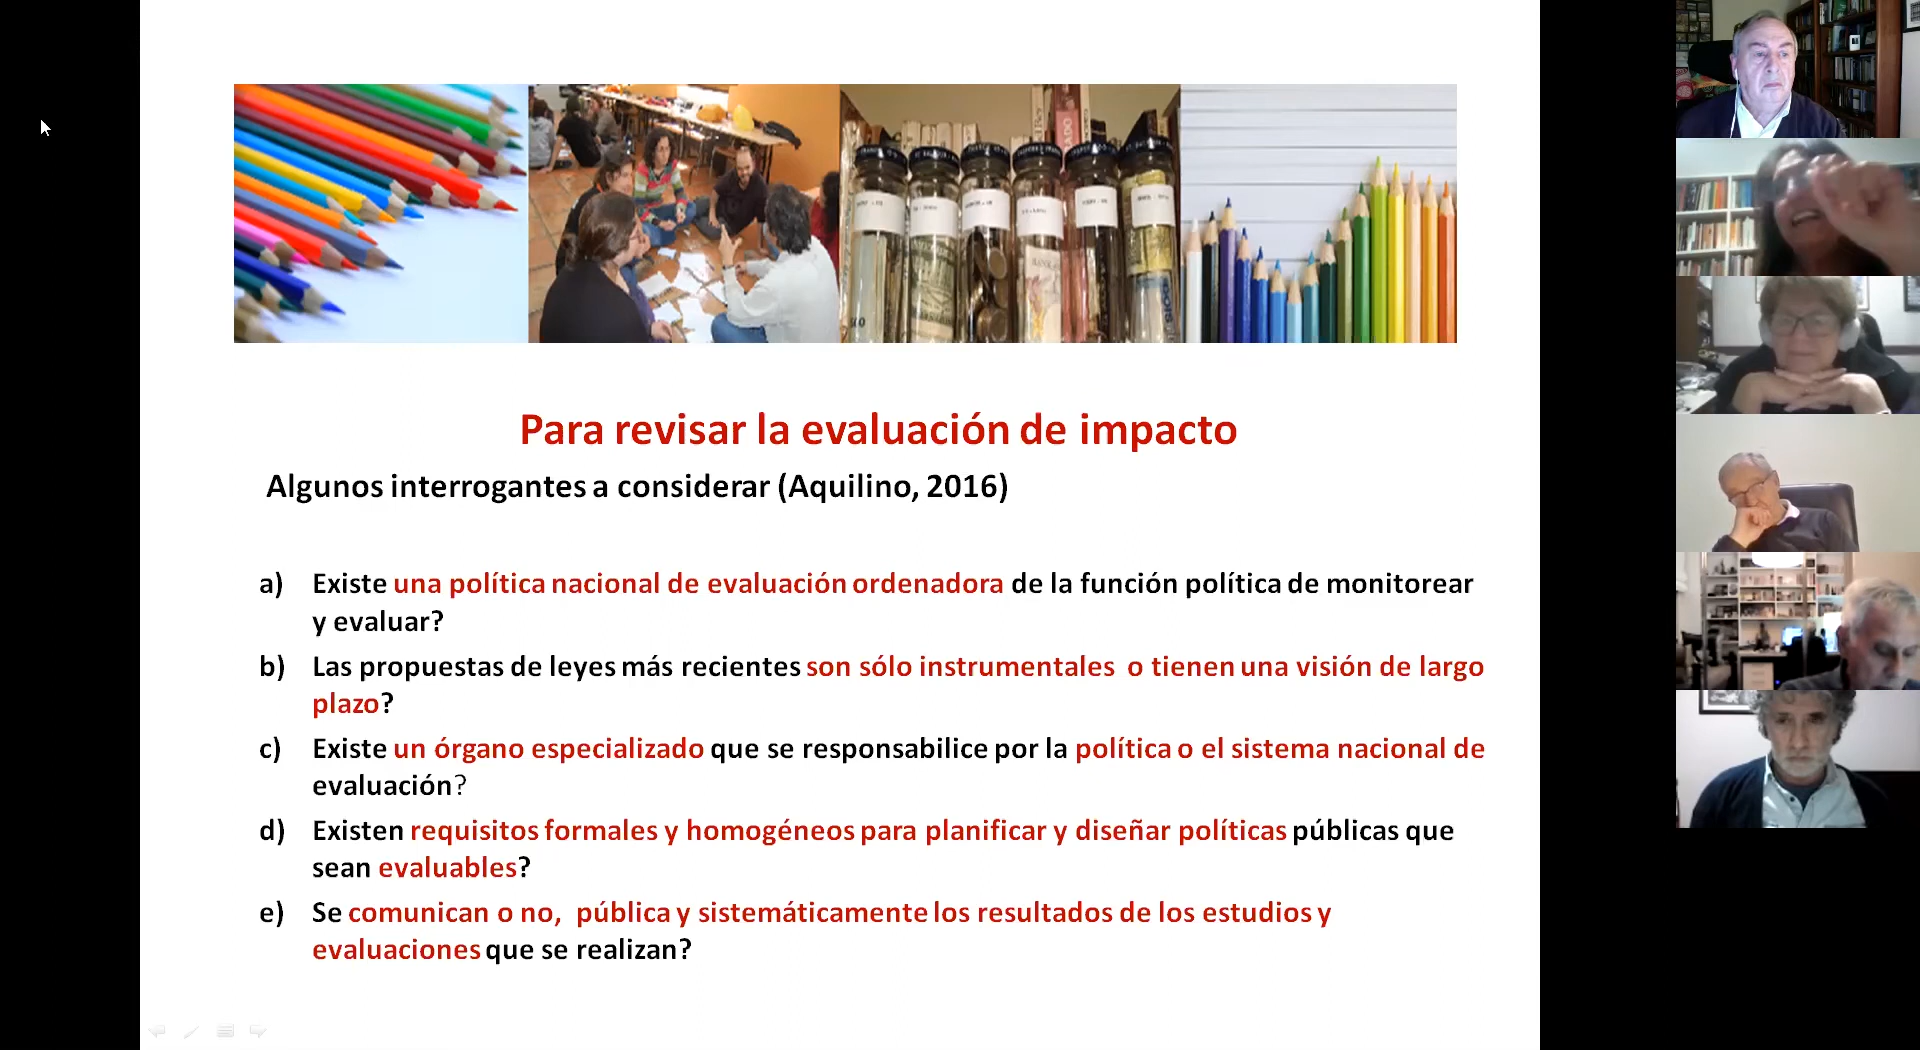 Para revisar la evaluación de impacto
Algunos interrogantes a considerar (Aquilino, 2016)
a) Existe una política nacional de evaluación ordenadora de la función política de monitorear
y evaluar?
b) Las propuestas de leyes más recientes son sólo instrumentales o tienen una visión de largo
plazo?
c) Existe un órgano especializado que se responsabilice por la política o el sistema nacional de
evaluación?
d) Existen requisitos formales y homogéneos para planificar y diseñar políticas públicas que
sean evaluables?
e) Se comunican o no, pública y sistemáticamente los resultados de los estudios y
evaluaciones que se realizan?